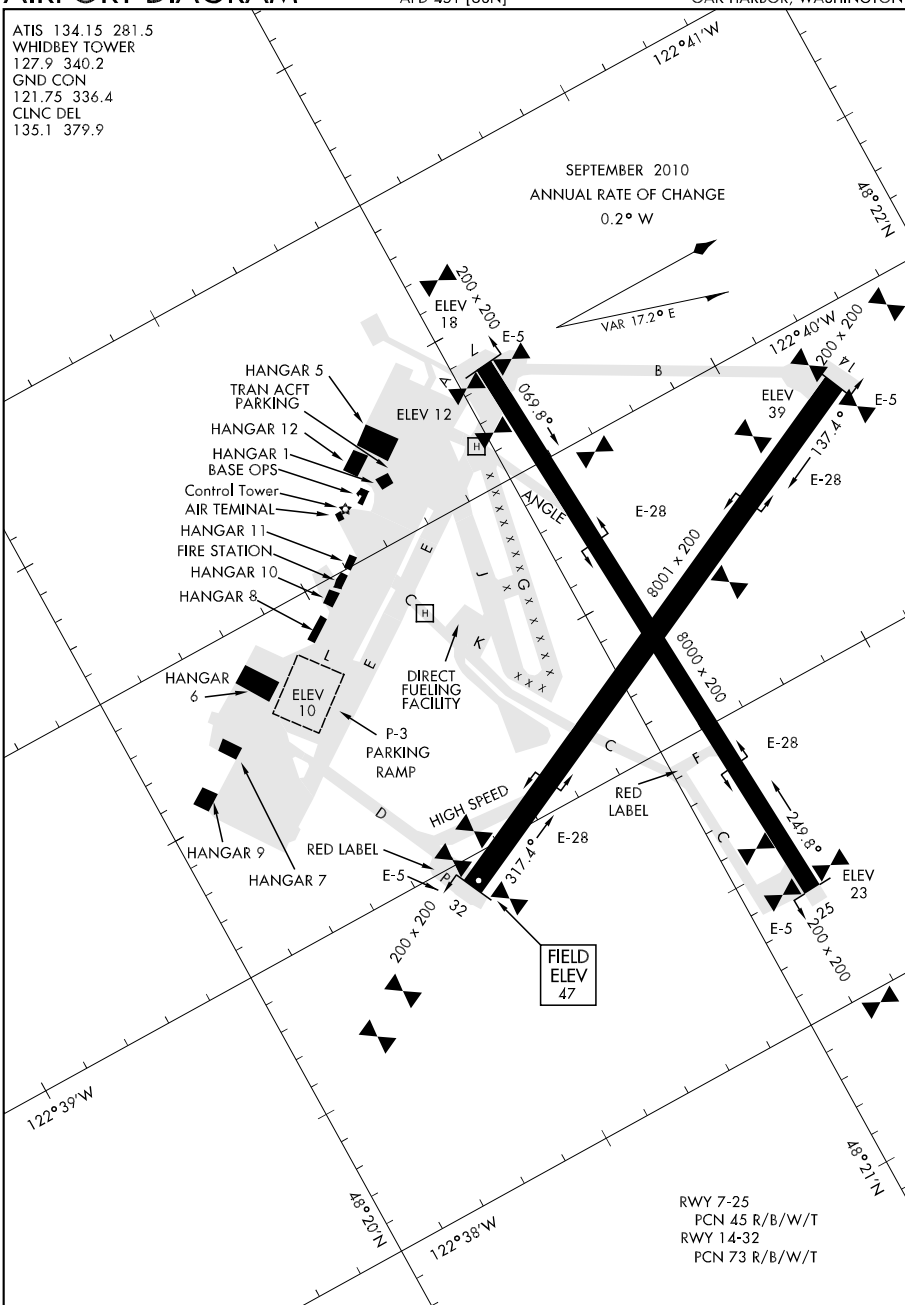 ATIS 134.15 281.5
WHIDBEY TOWER
127.9 340.2
GND CON
121.75 336.4
CLNC DEL
135.1 379.9
122°41'W
SEPTEMBER 2010
ANNUAL RATE OF CHANGE
0.2° W
48°22'N
VAR 17.2° E
122°40'W
200 x 200
ELEV
18
E-5
7
A
B
200 x 200
14
E-5
ELEV
39
137.4°
E-28
HANGAR 5
TRAN ACFT
PARKING
HANGAR 12
HANGAR 1
BASE OPS
Control Tower
AIR TEMINAL
HANGAR 11
FIRE STATION
HANGAR 10
HANGAR 8
ELEV 12
H
069.8°
ANGLE
E-28
8001 x 200
8000 x 200
E
J
G
x x x x x x x x
x x x x x x x
x x x
C
H
K
L
E
DIRECT
FUELING
FACILITY
HANGAR
6
ELEV
10
P-3
PARKING
RAMP
HANGAR 9
HANGAR 7
D
HIGH SPEED
C
F
E-28
RED
LABEL
C
249.8°
RED LABEL
E-5
P
32
317.4°
E-28
200 x 200
FIELD
ELEV
47
ELEV
23
25
E-5
200 x 200
122°39'W
48°20'N
122°38'W
48°21'N
RWY 7-25
PCN 45 R/B/W/T
RWY 14-32
PCN 73 R/B/W/T